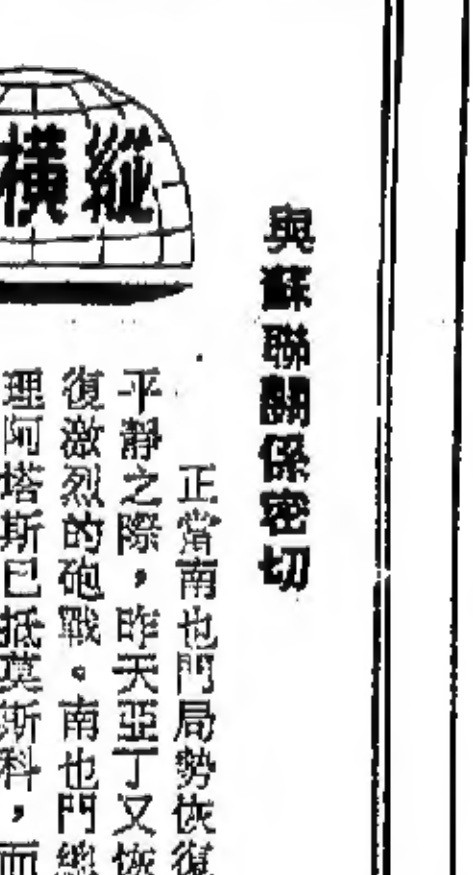 與蘇聯關係密切
縱橫
正當南也門局勢恢復
平靜之際，昨天亞丁又恢
復激烈的砲戰。南也門總
理阿塔斯已抵莫斯科，而